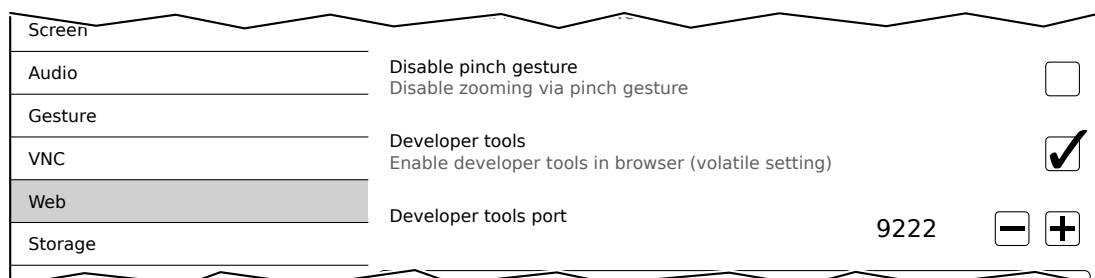 Screen
Audio
Gesture
VNC
Web
Storage
Disable pinch gesture
Disable zooming via pinch gesture
Developer tools
Enable developer tools in browser (volatile setting)
Developer tools port
9222